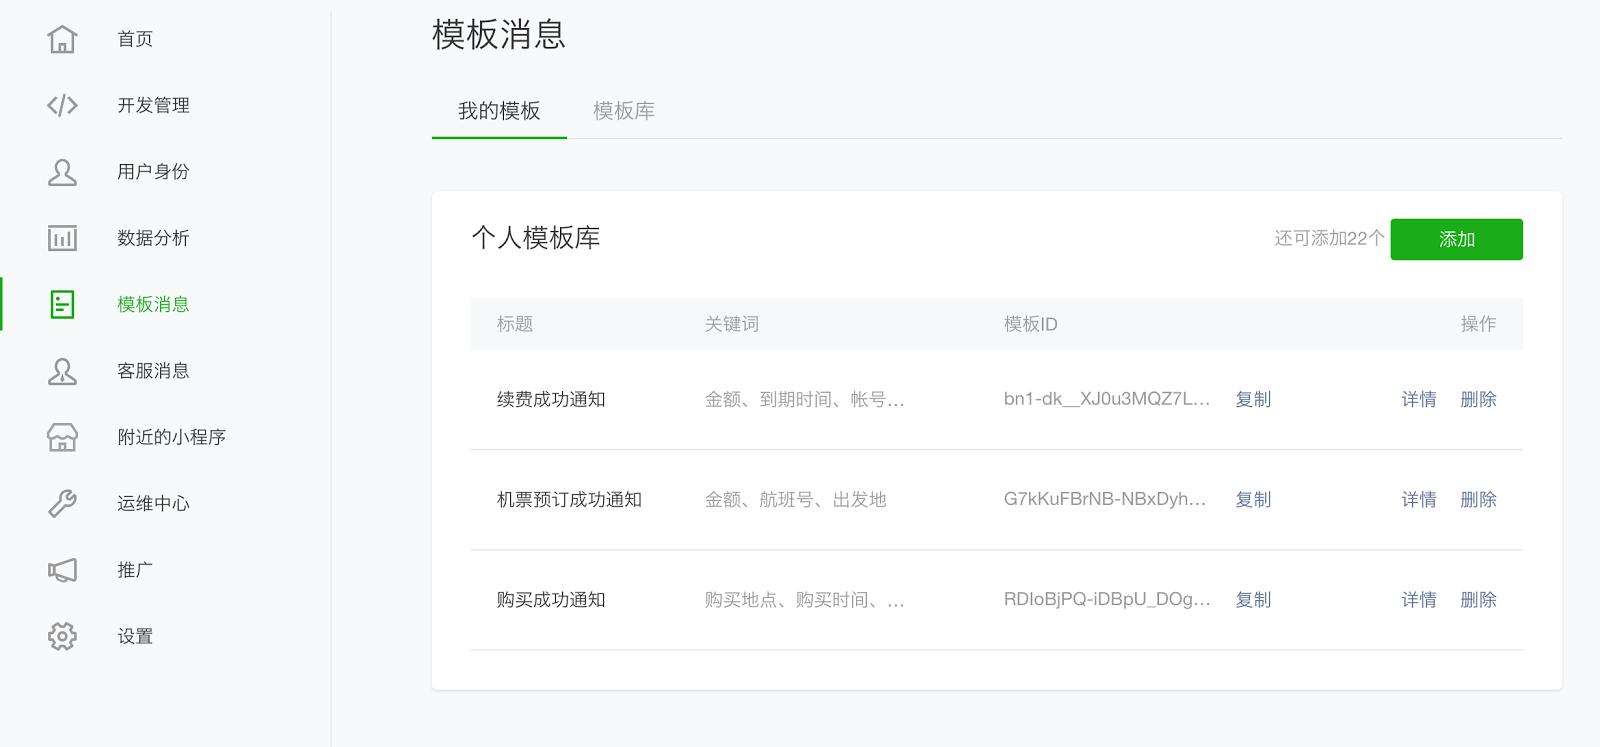 首页
开发管理
用户身份
数据分析
模板消息
客服消息
附近的小程序
运维中心
推广
设置
模板消息
我的模板 模板库
个人模板库 还可添加22个 添加
标题 关键词 模板ID 操作
续费成功通知 金额、到期时间、帐号... bn1-dk__XJ0u3MQZ7L... 复制 详情 删除
机票预订成功通知 金额、航班号、出发地 G7kKuFBrNB-NBxDyh... 复制 详情 删除
购买成功通知 购买地点、购买时间、... RDIoBjPQ-iDBpU_DOg... 复制 详情 删除